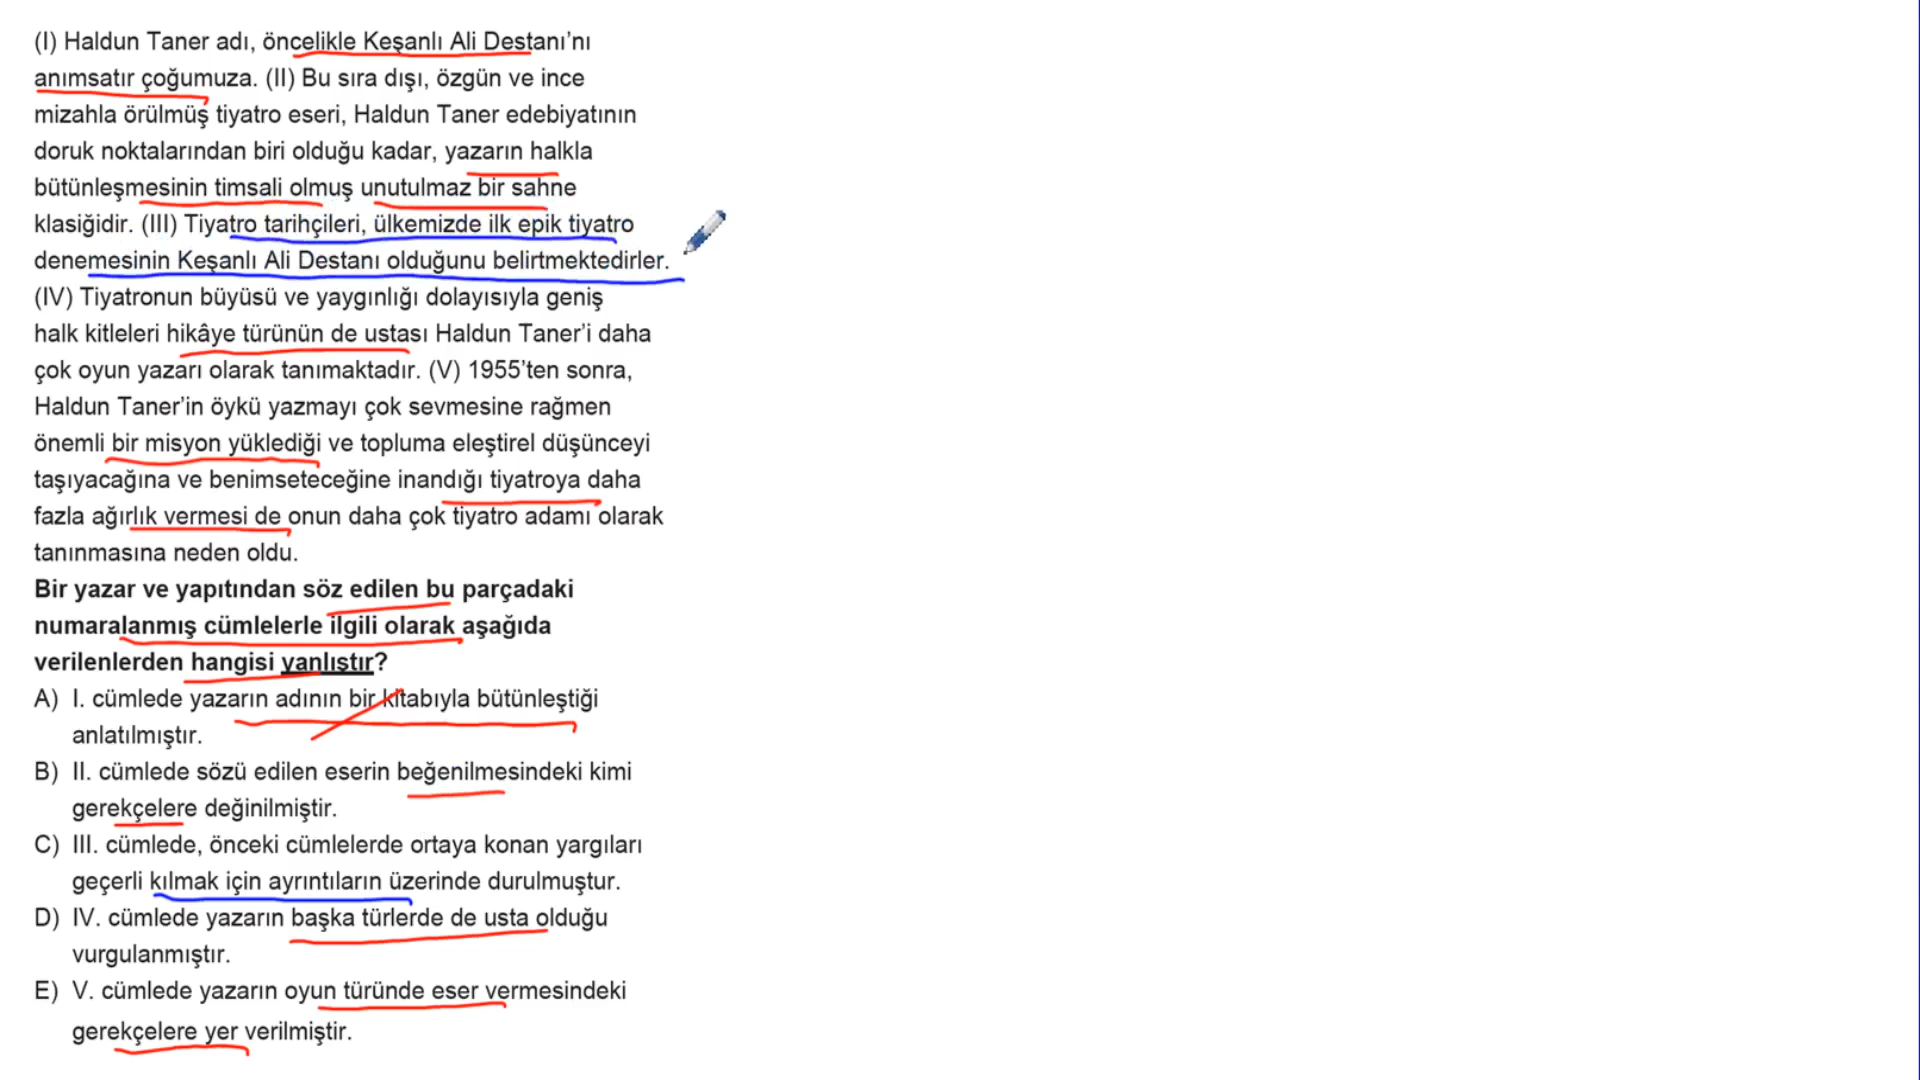 (I) Haldun Taner adı, öncelikle Keşanlı Ali Destanı’nı
anımsatır çoğumuza. (II) Bu sıra dışı, özgün ve ince
mizahla örülmüş tiyatro eseri, Haldun Taner edebiyatının
doruk noktalarından biri olduğu kadar, yazarın halkla
bütünleşmesinin timsali olmuş unutulmaz bir sahne
klasiğidir. (III) Tiyatro tarihçileri, ülkemizde ilk epik tiyatro
denemesinin Keşanlı Ali Destanı olduğunu belirtmektedirler.
(IV) Tiyatronun büyüsü ve yaygınlığı dolayısıyla geniş
halk kitleleri hikâye türünün de ustası Haldun Taner’i daha
çok oyun yazarı olarak tanımaktadır. (V) 1955’ten sonra,
Haldun Taner’in öykü yazmayı çok sevmesine rağmen
önemli bir misyon yüklediği ve topluma eleştirel düşünceyi
taşıyacağına ve benimseteceğine inandığı tiyatroya daha
fazla ağırlık vermesi de onun daha çok tiyatro adamı olarak
tanınmasına neden oldu.
Bir yazar ve yapıtından söz edilen bu parçadaki
numaralanmış cümlelerle ilgili olarak aşağıda
verilenlerden hangisi yanlıştır?
A) I. cümlede yazarın adının bir kitabıyla bütünleştiği
anlatılmıştır.
B) II. cümlede sözü edilen eserin beğenilmesindeki kimi
gerekçelere değinilmiştir.
C) III. cümlede, önceki cümlelerde ortaya konan yargıları
geçerli kılmak için ayrıntıların üzerinde durulmuştur.
D) IV. cümlede yazarın başka türlerde de usta olduğu
vurgulanmıştır.
E) V. cümlede yazarın oyun türünde eser vermesindeki
gerekçelere yer verilmiştir.